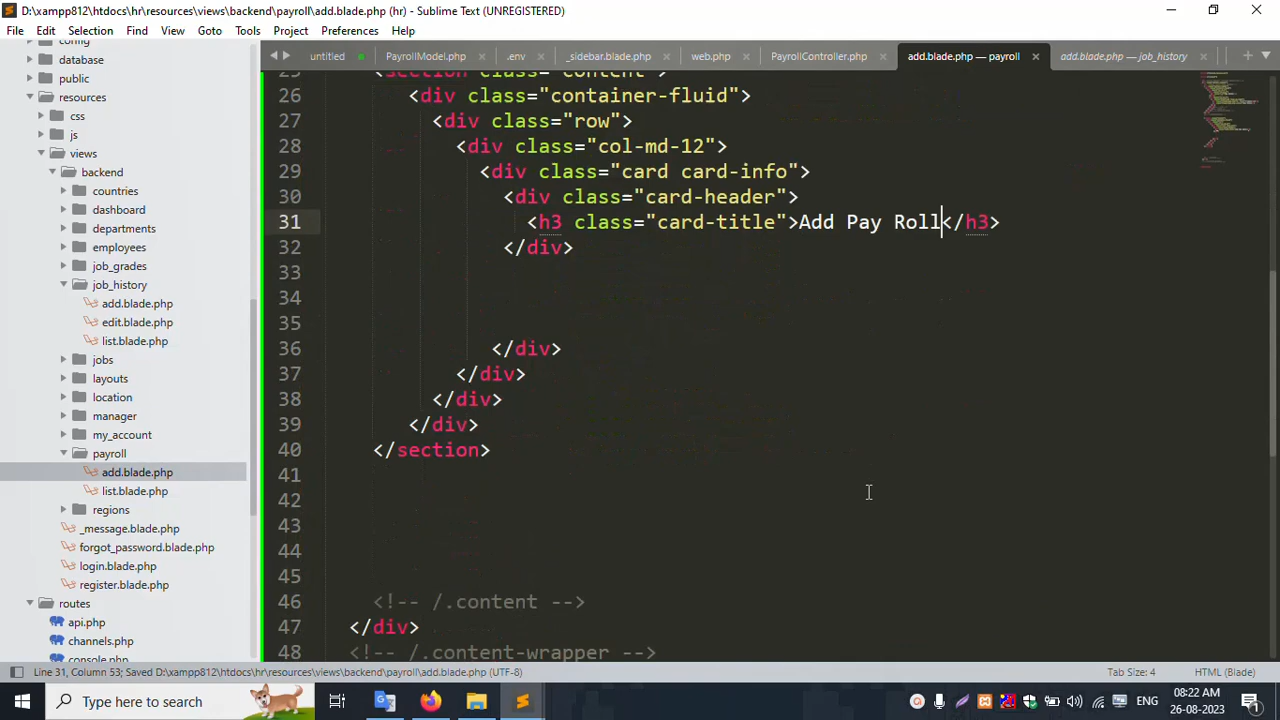 D:\xampp812\htdocs\hr\resources\views\backend\payroll\add.blade.php (hr) - Sublime Text (UNREGISTERED)
File Edit Selection Find View Goto Tools Project Preferences Help
untitled PayrollModel.php .env _sidebar.blade.php web.php PayrollController.php add.blade.php — payroll add.blade.php — job_history
config
database
public
resources
css
js
views
backend
countries
dashboard
departments
employees
job_grades
job_history
add.blade.php
edit.blade.php
list.blade.php
jobs
layouts
location
manager
my_account
payroll
add.blade.php
list.blade.php
regions
_message.blade.php
forgot_password.blade.php
login.blade.php
register.blade.php
routes
api.php
channels.php
console.php
25 <section class="content">
26 <div class="container-fluid">
27 <div class="row">
28 <div class="col-md-12">
29 <div class="card card-info">
30 <div class="card-header">
31 <h3 class="card-title">Add Pay Roll</h3>
32 </div>
33
34
35
36 </div>
37 </div>
38 </div>
39 </div>
40 </section>
41
42
43
44
45
46 <!-- /.content -->
47 </div>
48 <!-- /.content-wrapper -->
Line 31, Column 53; Saved D:\xampp812\htdocs\hr\resources\views\backend\payroll\add.blade.php (UTF-8) Tab Size: 4 HTML (Blade)
Type here to search
ENG
08:22 AM
26-08-2023